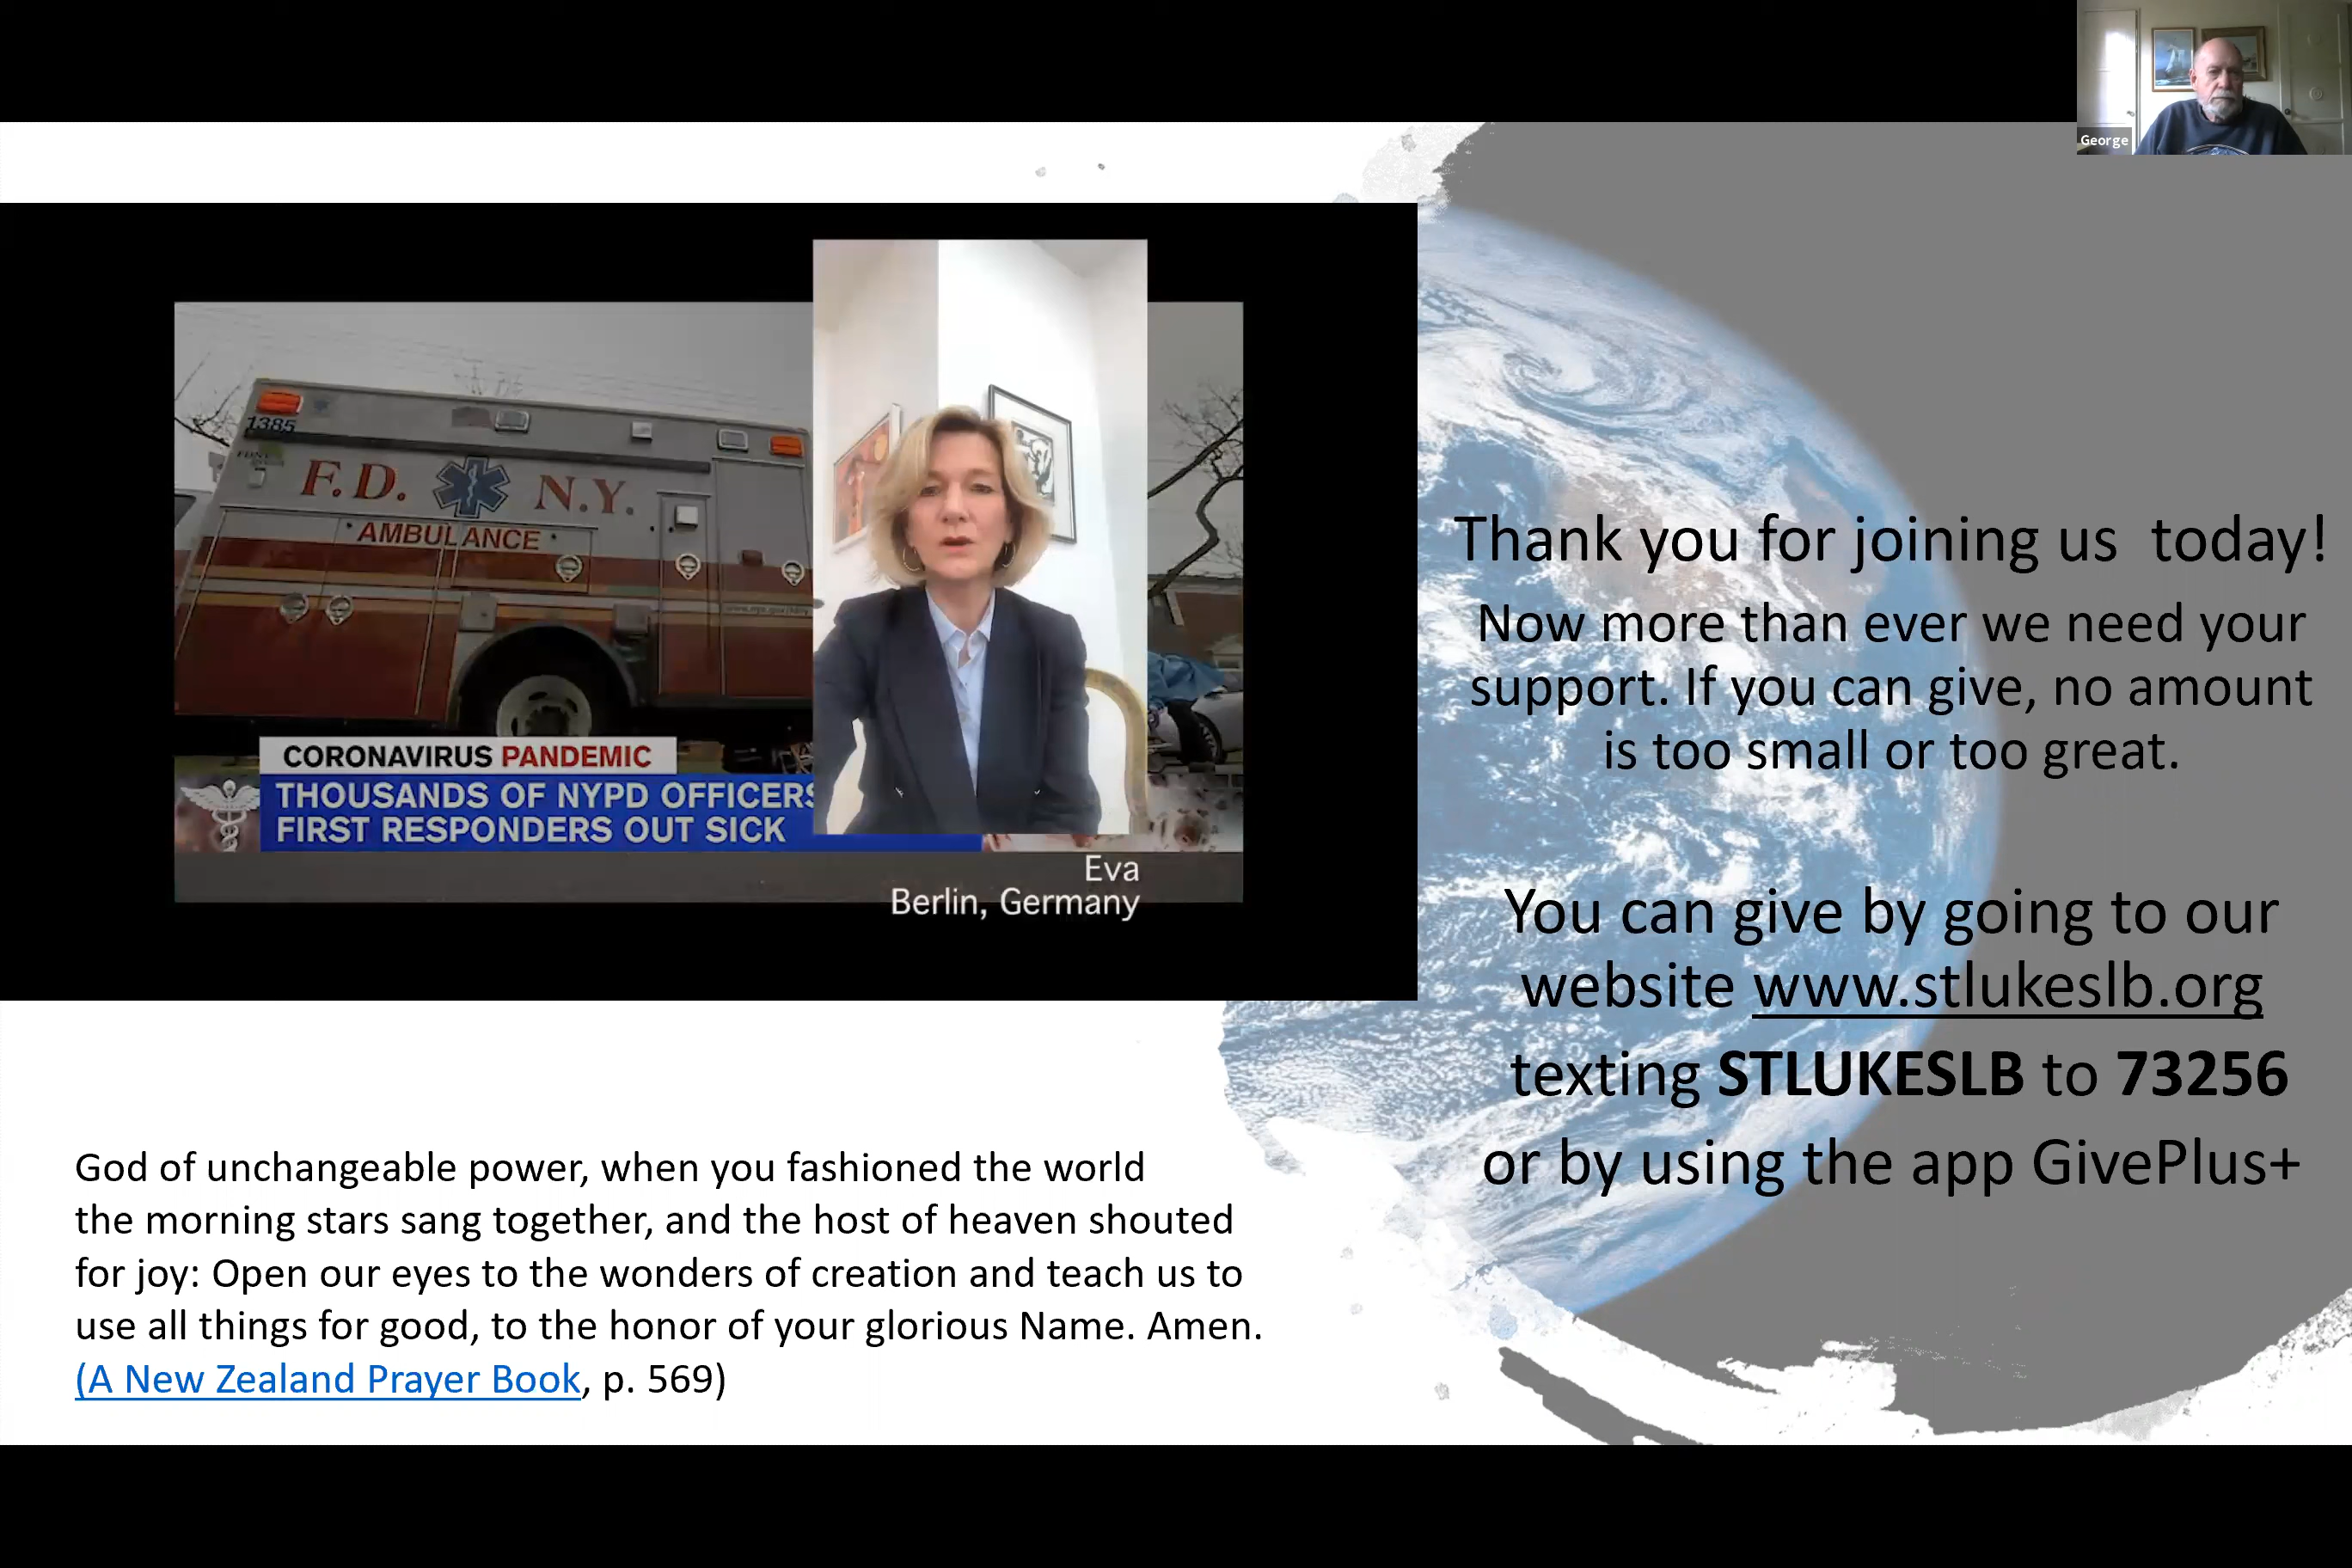 George
1385
F.D. N.Y.
AMBULANCE
CORONAVIRUS PANDEMIC
THOUSANDS OF NYPD OFFICERS
FIRST RESPONDERS OUT SICK
Eva
Berlin, Germany
Thank you for joining us today!
Now more than ever we need your
support. If you can give, no amount
is too small or too great.
You can give by going to our
website www.stlukeslb.org
texting STLUKESLB to 73256
or by using the app GivePlus+
God of unchangeable power, when you fashioned the world
the morning stars sang together, and the host of heaven shouted
for joy: Open our eyes to the wonders of creation and teach us to
use all things for good, to the honor of your glorious Name. Amen.
(A New Zealand Prayer Book, p. 569)